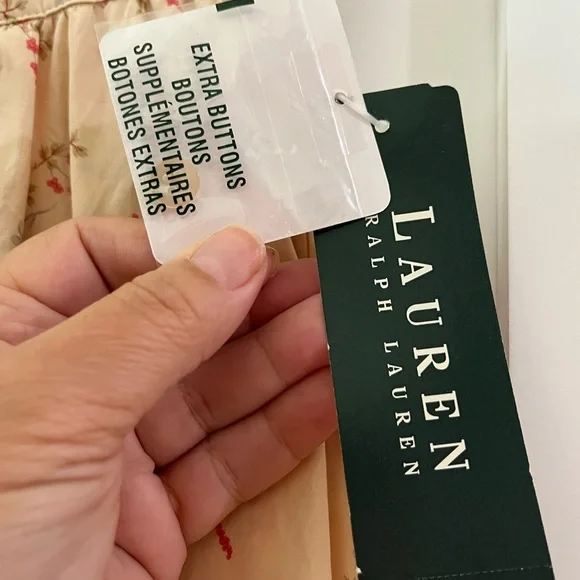 EXTRA BUTTONS
BOUTONS
SUPPLÉMENTAIRES
BOTONES EXTRAS
LAUREN
RALPH LAUREN